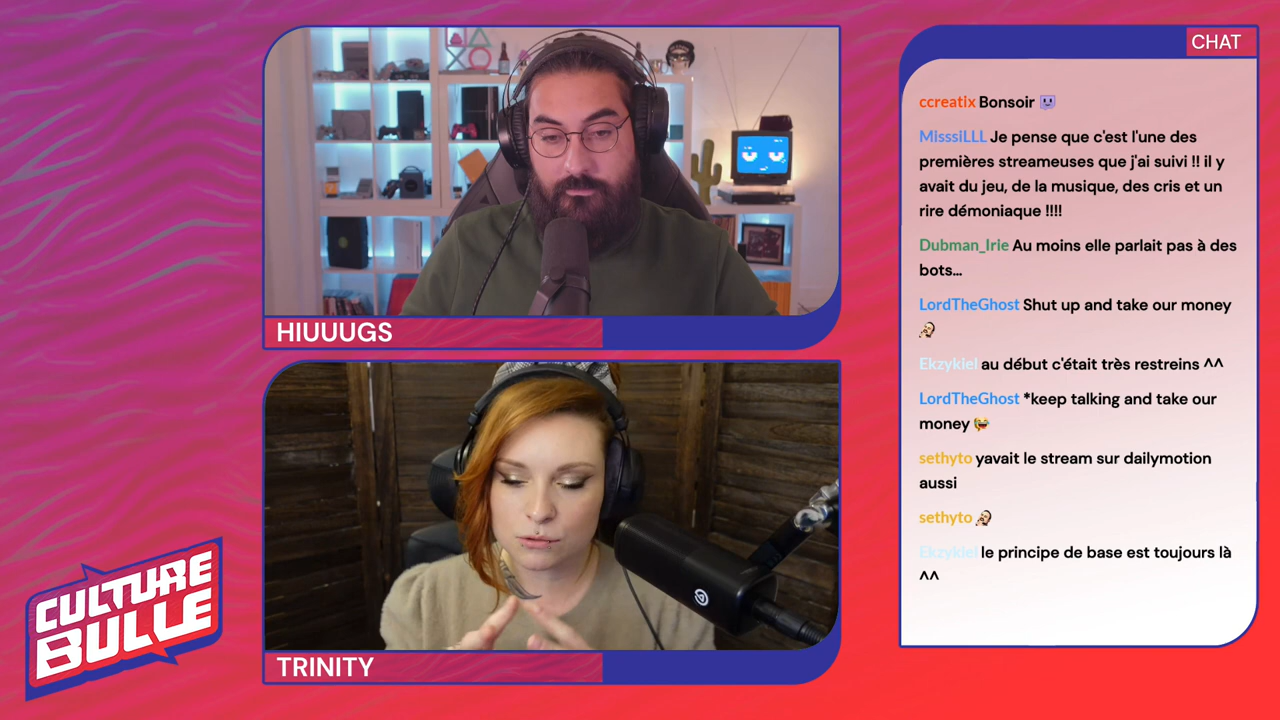 CHAT
ccreatix Bonsoir
MisssiLLL Je pense que c'est l'une des
premières streameuses que j'ai suivi !! il y
avait du jeu, de la musique, des cris et un
rire démoniaque !!!!
Dubman_Irie Au moins elle parlait pas à des
bots...
LordTheGhost Shut up and take our money
Ekzykiel au début c'était très restreins ^^
LordTheGhost *keep talking and take our
money
sethyto yavait le stream sur dailymotion
aussi
sethyto
Ekzykiel le principe de base est toujours là
^^
HIUUUGS
TRINITY
CULTURE
BULLE